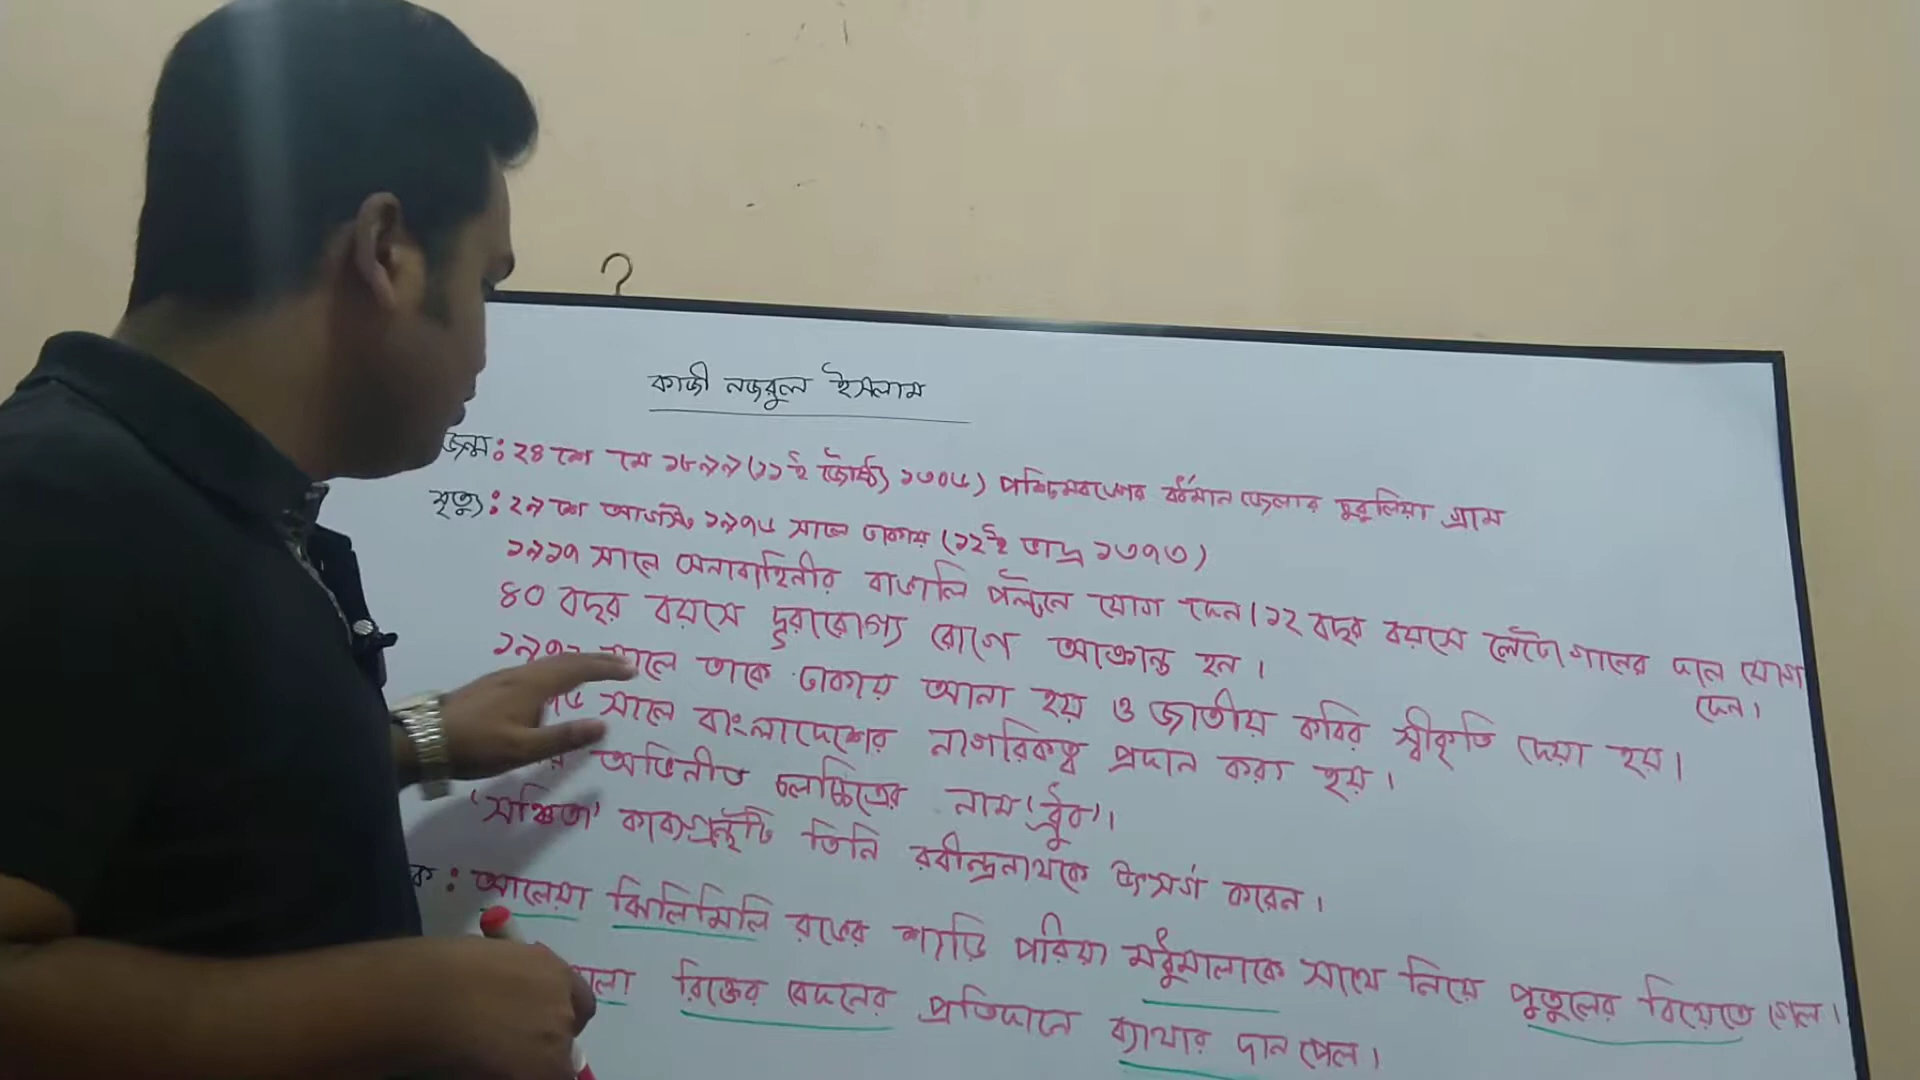 কাজী নজরুল ইসলাম
জন্ম: ২৪ শে মে ১৮৯৯ (১১ই জৈষ্ঠ্য ১৩০৬) পশ্চিমবঙ্গের বর্ধমান জেলার চুরুলিয়া গ্রাম
মৃত্যু: ২৯ শে আগস্ট ১৯৭৬ সালে ঢাকায় (১২ই ভাদ্র ১৩৭৩)
১৯১৭ সালে সেনাবাহিনীর বাঙালি পল্টনে যোগ দেন। ১২ বছর বয়সে লেটো গানের দলে যোগ দেন।
৪০ বছর বয়সে দুরারোগ্য রোগে আক্রান্ত হন।
সালে তাকে ঢাকায় আনা হয় ও জাতীয় কবির স্বীকৃতি দেয়া হয়।
৭৬ সালে বাংলাদেশের নাগরিকত্ব প্রদান করা হয়।
অভিনীত চলচ্চিত্রের নাম 'ধ্রুব'।
'সঞ্চিতা' কাব্যগ্রন্থটি তিনি রবীন্দ্রনাথকে উৎসর্গ করেন।
ক: আলেয়া ঝিলিমিলি রঙের শাড়ি পরিয়া মধুমালাকে সাথে নিয়ে পুতুলের বিয়েতে গেল।
মালা রিক্তের বেদনের প্রতিদানে ব্যাথার দান পেল।